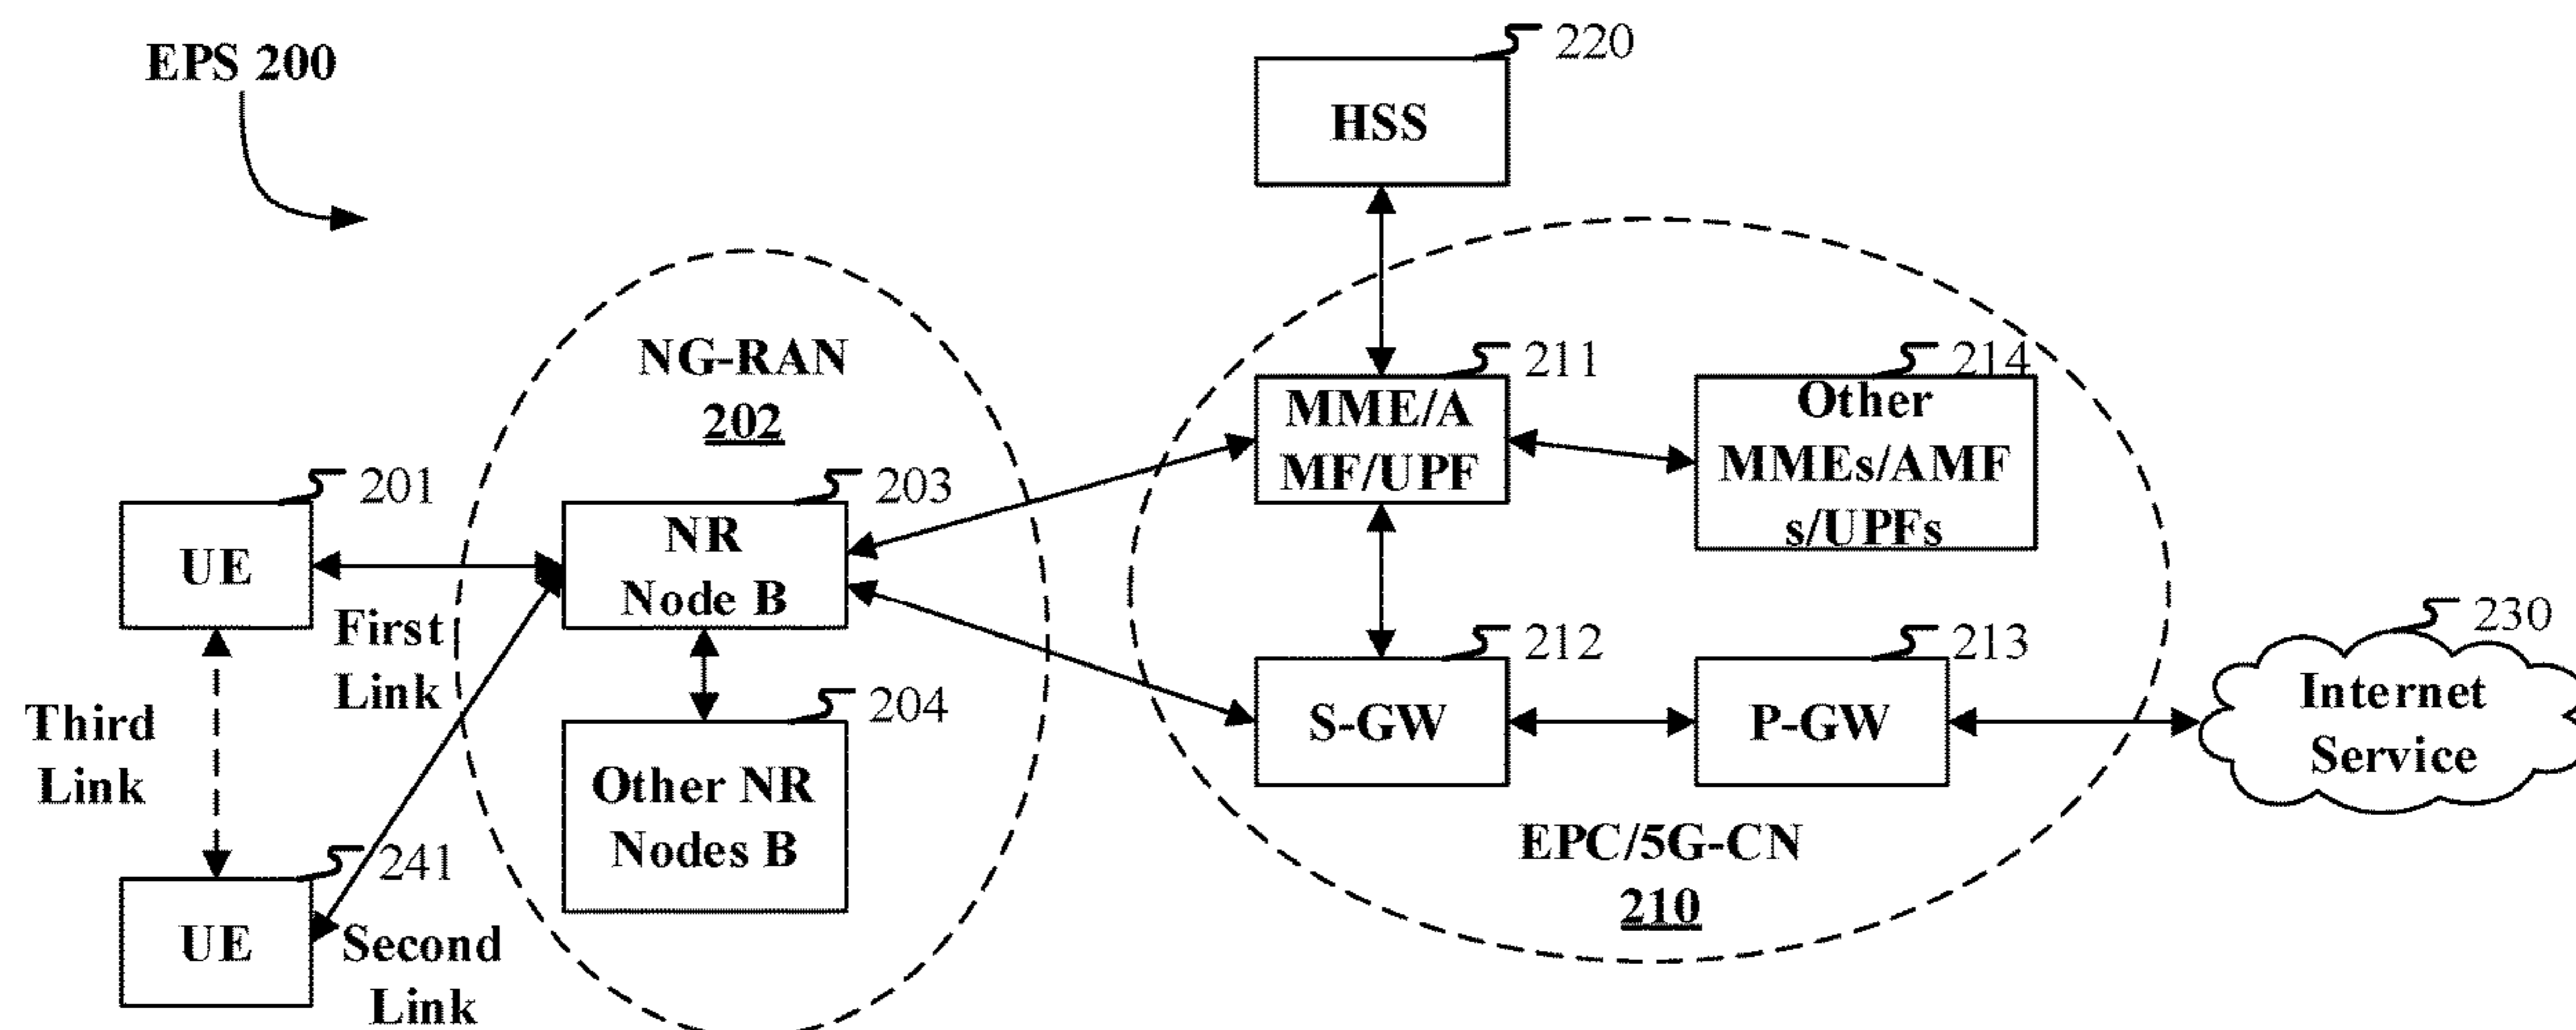 EPS 200
220
HSS
NG-RAN
202
211
MME/A
MF/UPF
214
Other
MMEs/AMF
s/UPFs
201
UE
203
NR
Node B
First
Link
Third
Link
204
Other NR
Nodes B
212
S-GW
213
P-GW
230
Internet
Service
EPC/5G-CN
210
241
UE
Second
Link